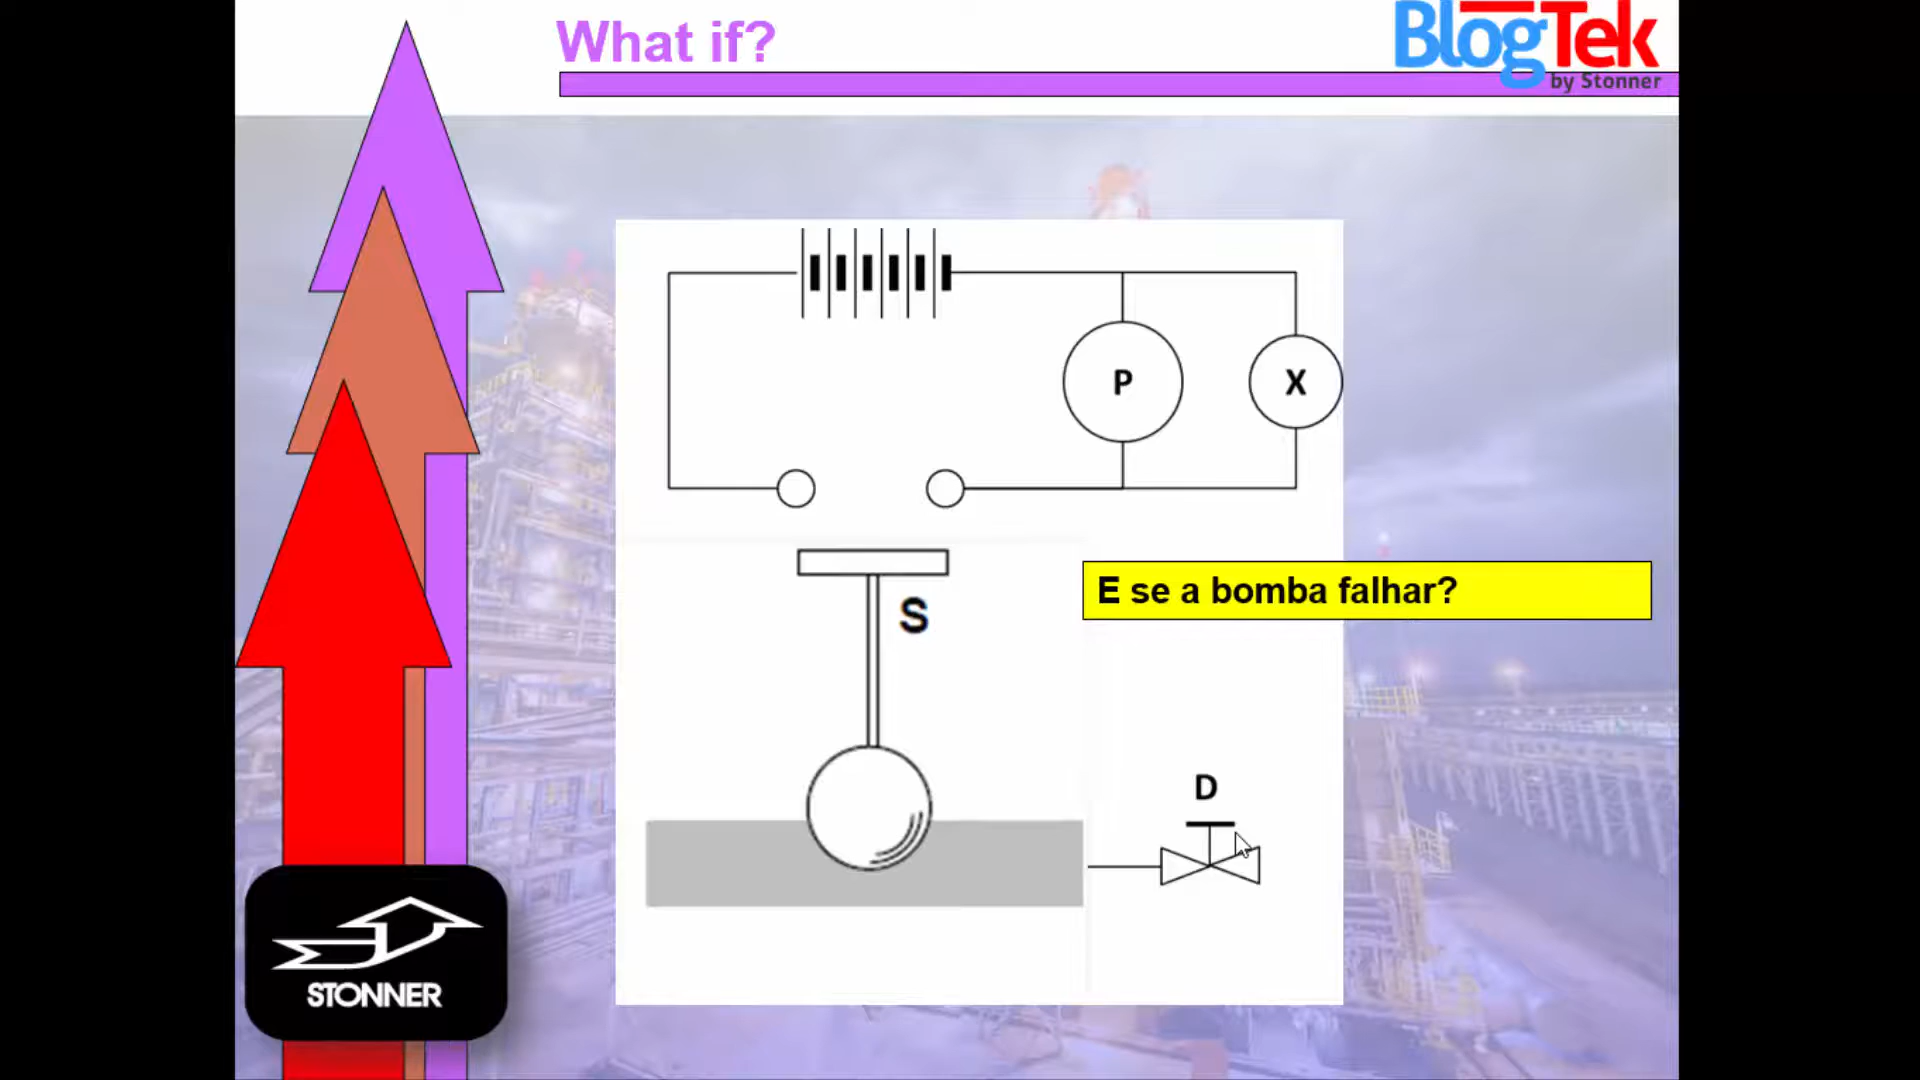 What if?
BlogTek
by Stonner
P
X
S
E se a bomba falhar?
D
STONNER